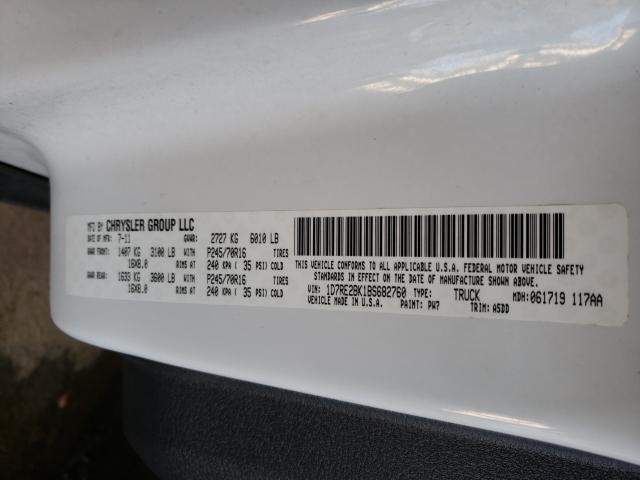 MFD BY CHRYSLER GROUP LLC
DATE OF MFR: 7-11 GVWR: 2727 KG 6010 LB
GAWR FRONT: 1407 KG 3100 LB P245/70R16 TIRES
16X8.0 RIMS AT 240 KPA ( 35 PSI) COLD
GAWR REAR: 1633 KG 3600 LB P245/70R16 TIRES
16X8.0 RIMS AT 240 KPA ( 35 PSI) COLD
THIS VEHICLE CONFORMS TO ALL APPLICABLE U.S.A. FEDERAL MOTOR VEHICLE SAFETY
STANDARDS IN EFFECT ON THE DATE OF MANUFACTURE SHOWN ABOVE.
VIN: 1D7RE2BK1BS682760 TYPE: TRUCK MDH: 061719 117AA
VEHICLE MADE IN U.S.A. PAINT: PW7 TRIM: A5DD